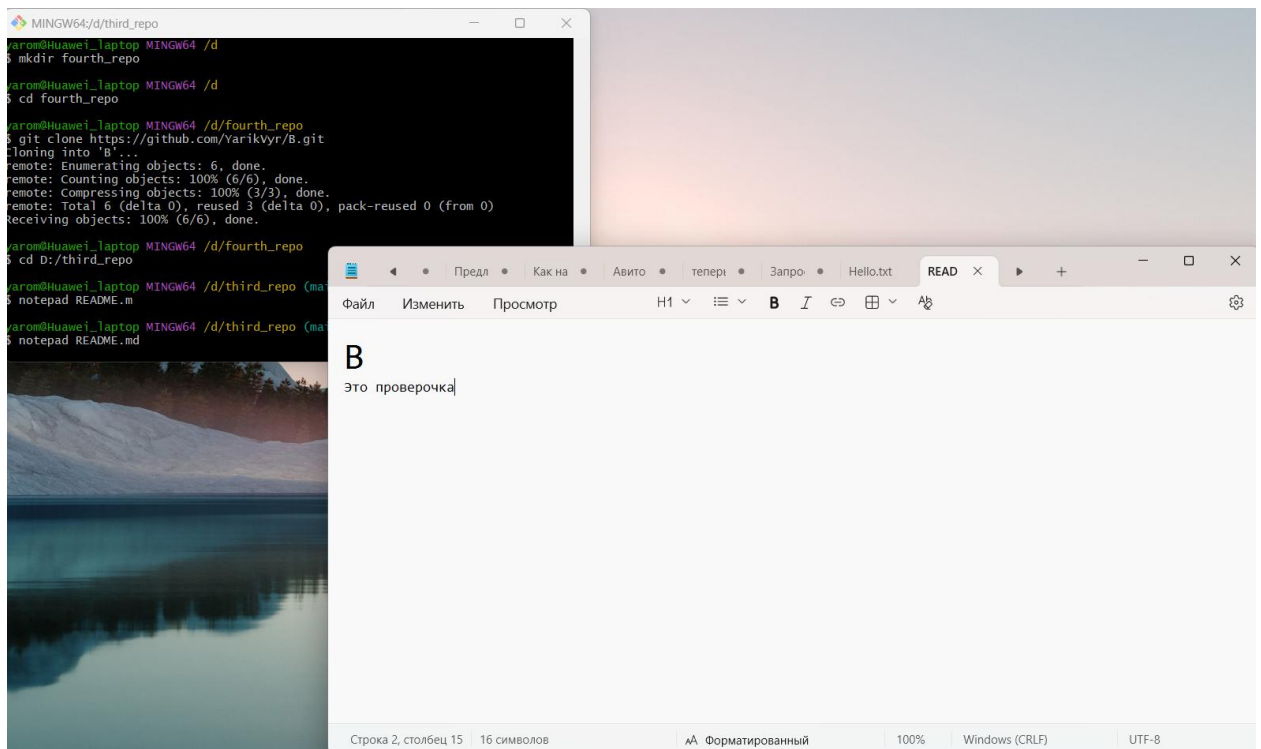 MINGW64:/d/third_repo
yarom@Huawei_laptop MINGW64 /d
$ mkdir fourth_repo
yarom@Huawei_laptop MINGW64 /d
$ cd fourth_repo
yarom@Huawei_laptop MINGW64 /d/fourth_repo
$ git clone https://github.com/YarikVyr/B.git
Cloning into 'B'...
remote: Enumerating objects: 6, done.
remote: Counting objects: 100% (6/6), done.
remote: Compressing objects: 100% (3/3), done.
remote: Total 6 (delta 0), reused 3 (delta 0), pack-reused 0 (from 0)
Receiving objects: 100% (6/6), done.
yarom@Huawei_laptop MINGW64 /d/fourth_repo
$ cd D:/third_repo
yarom@Huawei_laptop MINGW64 /d/third_repo (mai
$ notepad README.m
yarom@Huawei_laptop MINGW64 /d/third_repo (mai
$ notepad README.md
Предл Как на Авито теперь Запро Hello.txt READ
Файл Изменить Просмотр H1 B I
B
Это проверочка
Строка 2, столбец 15 16 символов Форматированный 100% Windows (CRLF) UTF-8